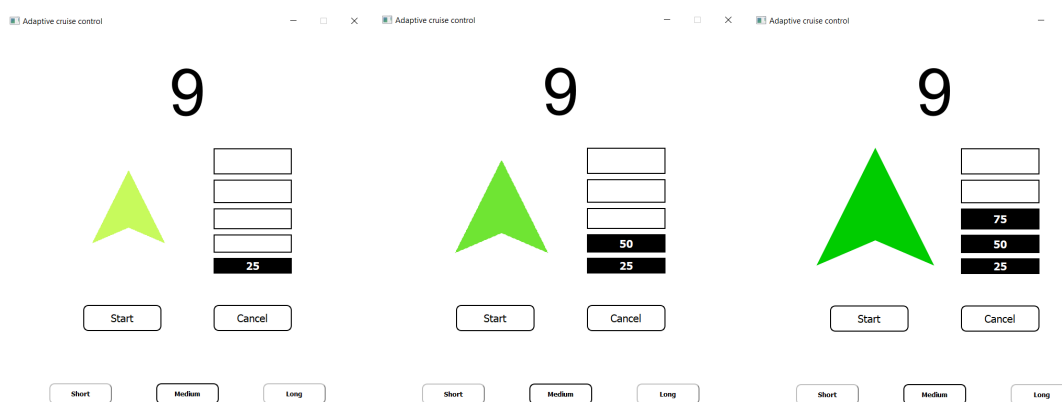 Adaptive cruise control
9
25
Start Cancel
Short Medium Long
Adaptive cruise control
9
50
25
Start Cancel
Short Medium Long
Adaptive cruise control
9
75
50
25
Start Cancel
Short Medium Long